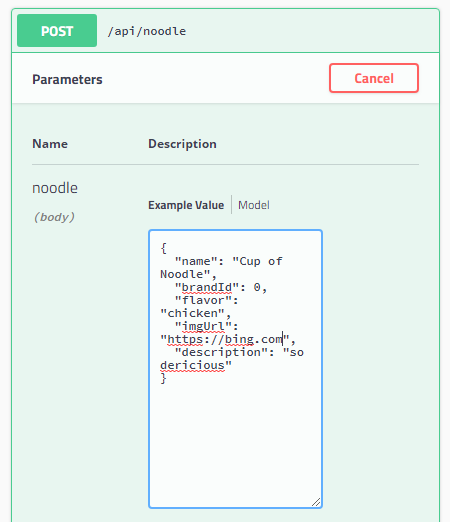 POST /api/noodle
Parameters Cancel
Name Description
noodle
(body)
Example Value Model
{
"name": "Cup of
Noodle",
"brandId": 0,
"flavor":
"chicken",
"imgUrl":
"https://bing.com",
"description": "so
dericious"
}